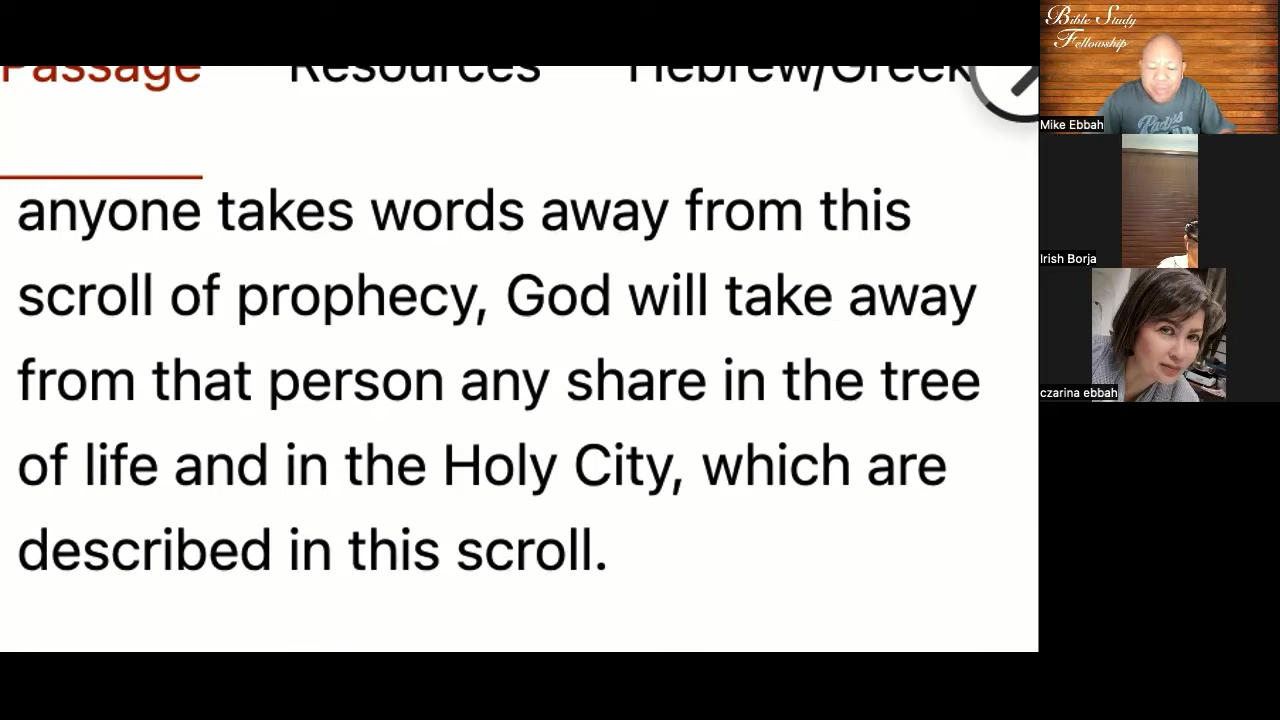 Passage Resources Hebrew/Greek
anyone takes words away from this
scroll of prophecy, God will take away
from that person any share in the tree
of life and in the Holy City, which are
described in this scroll.
Bible Study
Fellowship
Mike Ebbah
Irish Borja
czarina ebbah